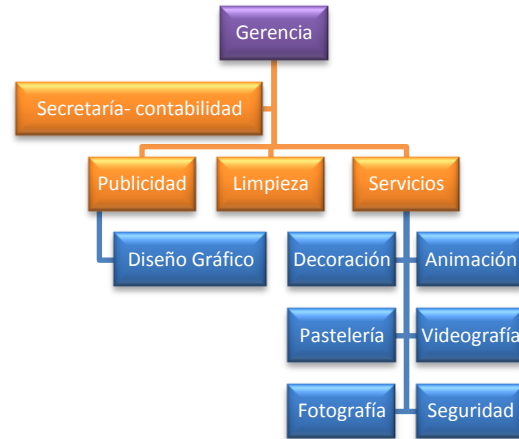 Gerencia
Secretaría- contabilidad
Publicidad
Limpieza
Servicios
Diseño Gráfico
Decoración
Animación
Pastelería
Videografía
Fotografía
Seguridad